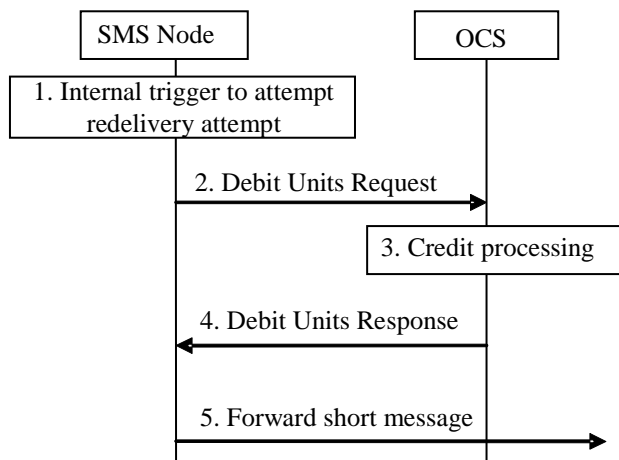 SMS Node
OCS
1. Internal trigger to attempt
redelivery attempt
2. Debit Units Request
3. Credit processing
4. Debit Units Response
5. Forward short message